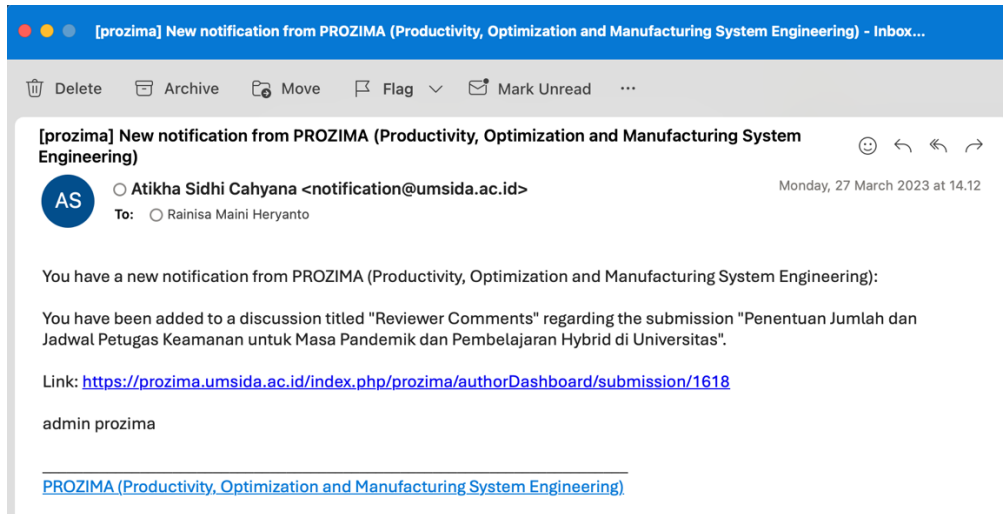 [prozima] New notification from PROZIMA (Productivity, Optimization and Manufacturing System Engineering) - Inbox...
Delete Archive Move Flag Mark Unread ...
[prozima] New notification from PROZIMA (Productivity, Optimization and Manufacturing System
Engineering)
AS
Atikha Sidhi Cahyana <notification@umsida.ac.id>
Monday, 27 March 2023 at 14.12
To: Rainisa Maini Heryanto
You have a new notification from PROZIMA (Productivity, Optimization and Manufacturing System Engineering):
You have been added to a discussion titled "Reviewer Comments" regarding the submission "Penentuan Jumlah dan
Jadwal Petugas Keamanan untuk Masa Pandemik dan Pembelajaran Hybrid di Universitas".
Link: https://prozima.umsida.ac.id/index.php/prozima/authorDashboard/submission/1618
admin prozima
PROZIMA (Productivity, Optimization and Manufacturing System Engineering)